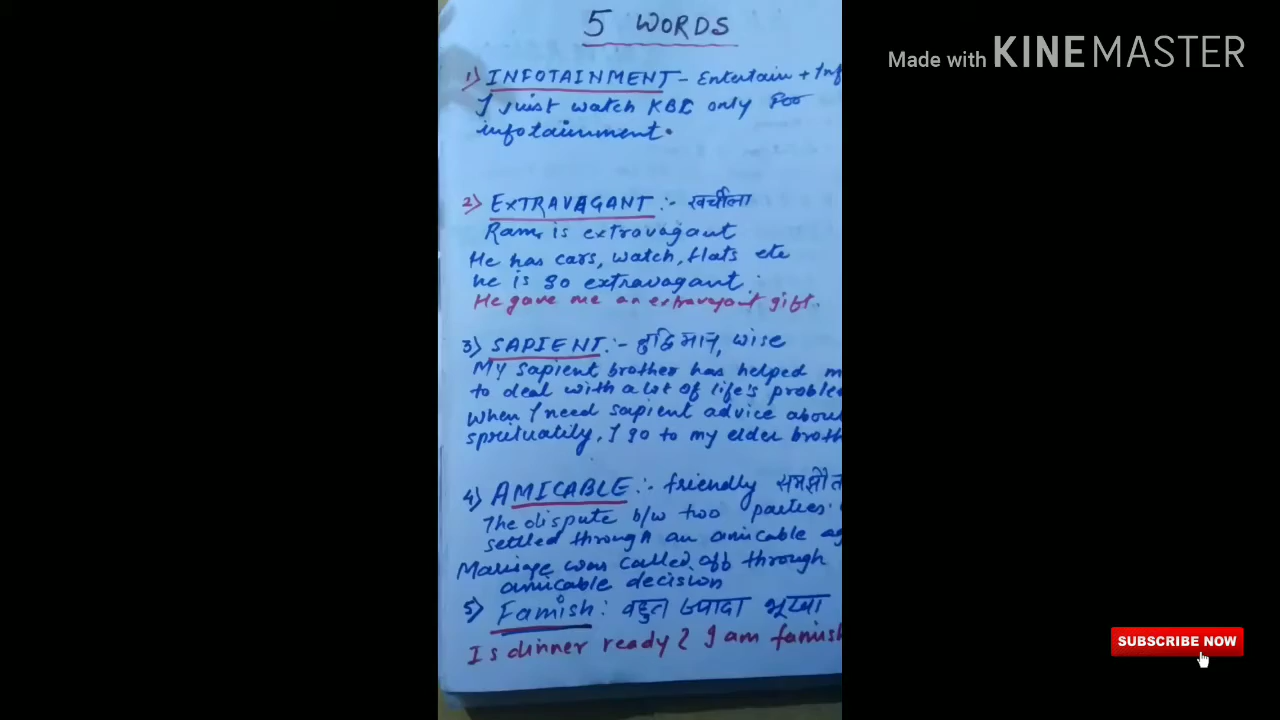 5 WORDS
Made with KINEMASTER
1) INFOTAINMENT - Entertain + Inf
I just watch KBC only for
infotainment.
2) EXTRAVAGANT :- खर्चीला
Ram is extravagant
He has cars, watch, flats etc
he is so extravagant.
He gave me an extravagant gift.
3) SAPIENT :- बुद्धिमान, wise
My sapient brother has helped m
to deal with a lot of life's proble
When I need sapient advice abou
I go to my elder broth
4) AMICABLE :- friendly समझौत
The dispute b/w two parties
settled through an amicable ag
Marriage was called off through
amicable decision
5) Famish : बहुत ज्यादा भूखा
Is dinner ready? I am famish
SUBSCRIBE NOW